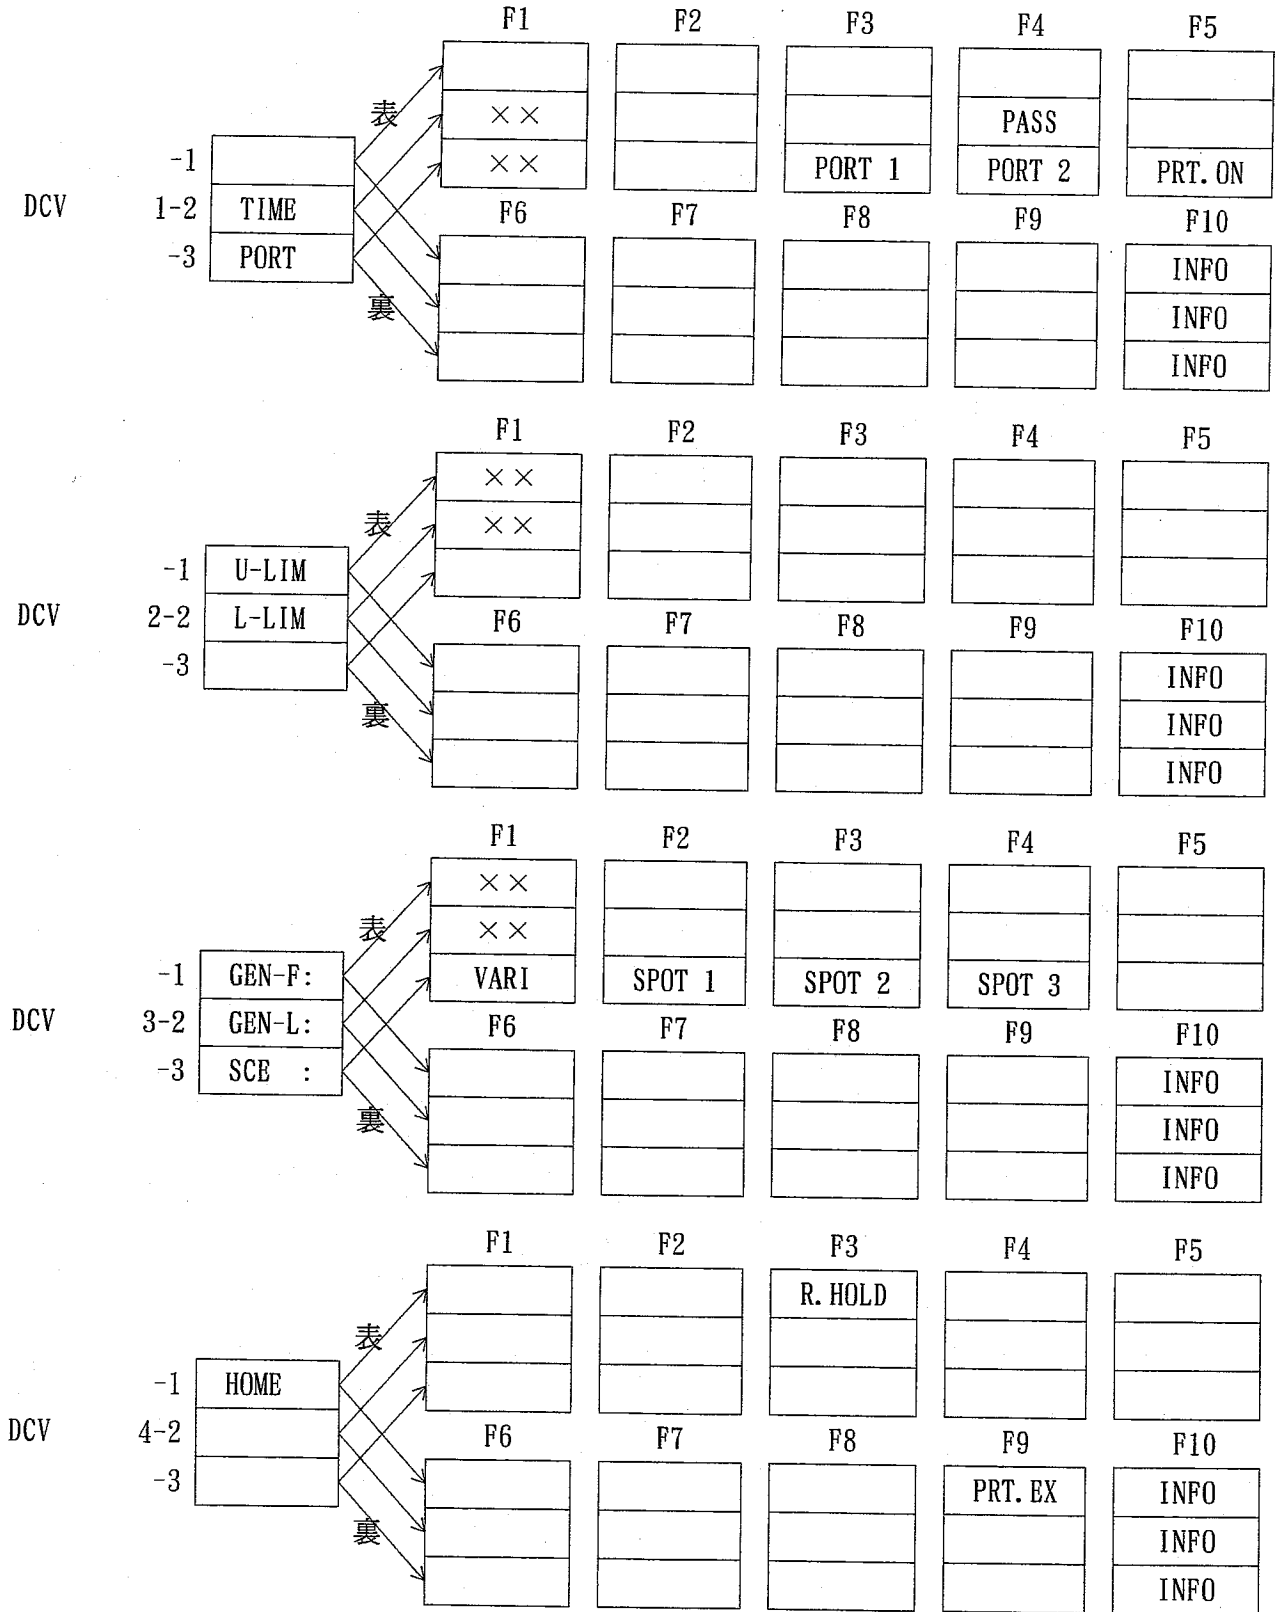 F1 F2 F3 F4 F5
表 ×× PASS
-1 ×× PORT 1 PORT 2 PRT.ON
DCV 1-2 TIME F6 F7 F8 F9 F10
-3 PORT INFO
裏 INFO
INFO
F1 F2 F3 F4 F5
××
表 ××
-1 U-LIM
DCV 2-2 L-LIM F6 F7 F8 F9 F10
-3 INFO
裏 INFO
INFO
F1 F2 F3 F4 F5
××
表 ××
-1 GEN-F: VARI SPOT 1 SPOT 2 SPOT 3
DCV 3-2 GEN-L: F6 F7 F8 F9 F10
-3 SCE : INFO
裏 INFO
INFO
F1 F2 F3 F4 F5
R.HOLD
表
-1 HOME
DCV 4-2 F6 F7 F8 F9 F10
-3 PRT.EX INFO
裏 INFO
INFO